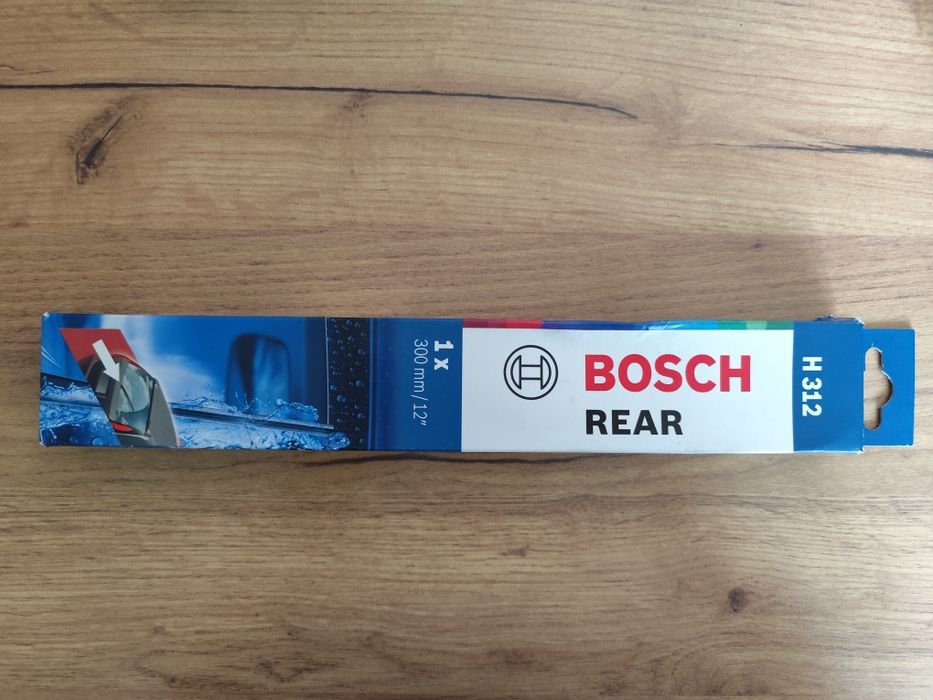 1 x
300 mm / 12"
BOSCH
REAR
H 312